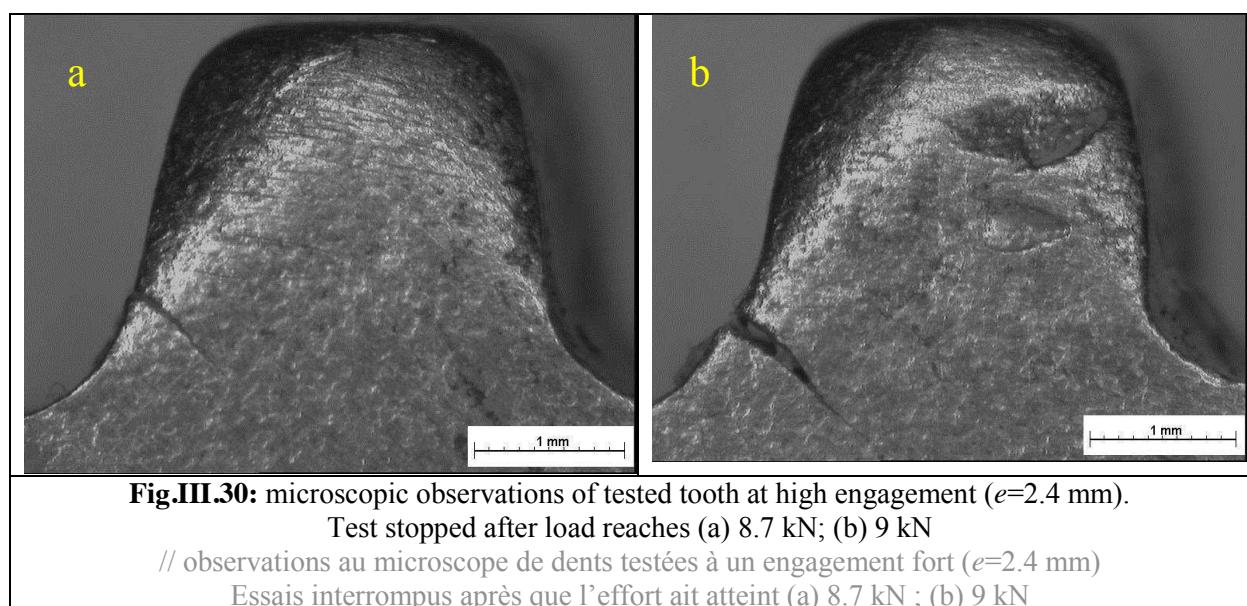 a
b
1 mm
1 mm
Fig.III.30: microscopic observations of tested tooth at high engagement (e=2.4 mm).
Test stopped after load reaches (a) 8.7 kN; (b) 9 kN
// observations au microscope de dents testées à un engagement fort (e=2.4 mm)
Essais interrompus après que l’effort ait atteint (a) 8.7 kN ; (b) 9 kN